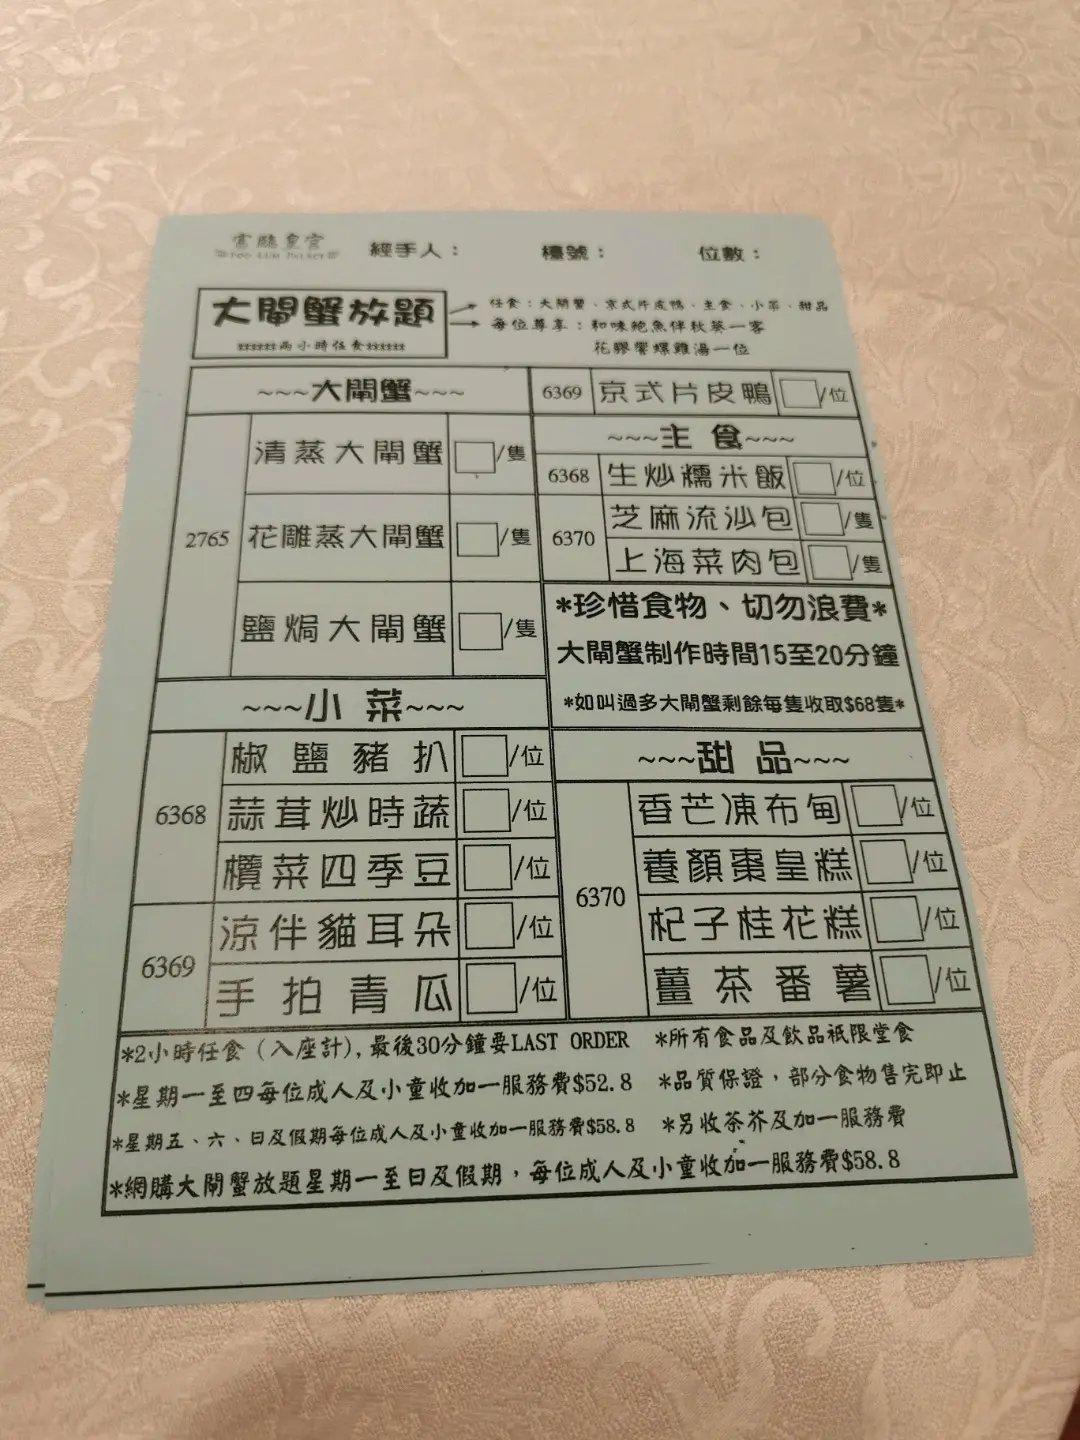 富臨皇宮
FOO LUM PALACE
經手人：
檯號：
位數：
大閘蟹放題
******兩小時任食******
任食：大閘蟹、京式片皮鴨、主食、小菜、甜品
每位尊享：和味鮑魚伴秋葵一客
花膠響螺雞湯一位
~~~大閘蟹~~~
2765
清蒸大閘蟹 /隻
花雕蒸大閘蟹 /隻
鹽焗大閘蟹 /隻
~~~小菜~~~
6368
椒鹽豬扒 /位
蒜茸炒時蔬 /位
欖菜四季豆 /位
6369
涼伴貓耳朵 /位
手拍青瓜 /位
6369 京式片皮鴨 /位
~~~主食~~~
6368 生炒糯米飯 /位
6370
芝麻流沙包 /隻
上海菜肉包 /隻
*珍惜食物、切勿浪費*
大閘蟹制作時間15至20分鐘
*如叫過多大閘蟹剩餘每隻收取$68隻*
~~~甜品~~~
6370
香芒凍布甸 /位
養顏棗皇糕 /位
杞子桂花糕 /位
薑茶番薯 /位
*2小時任食（入座計), 最後30分鐘要LAST ORDER
*所有食品及飲品祇限堂食
*星期一至四每位成人及小童收加一服務費$52.8
*品質保證，部分食物售完即止
*星期五、六、日及假期每位成人及小童收加一服務費$58.8
*另收茶芥及加一服務費
*網購大閘蟹放題星期一至日及假期，每位成人及小童收加一服務費$58.8